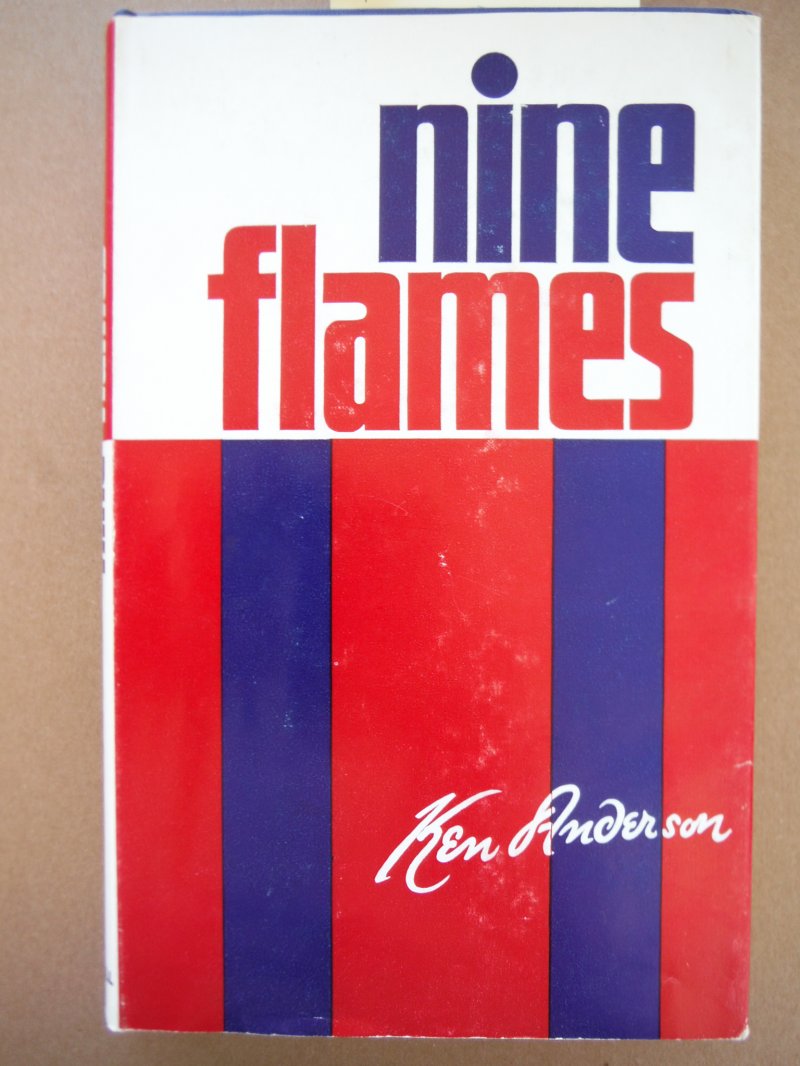 nine
flames
Ken Anderson